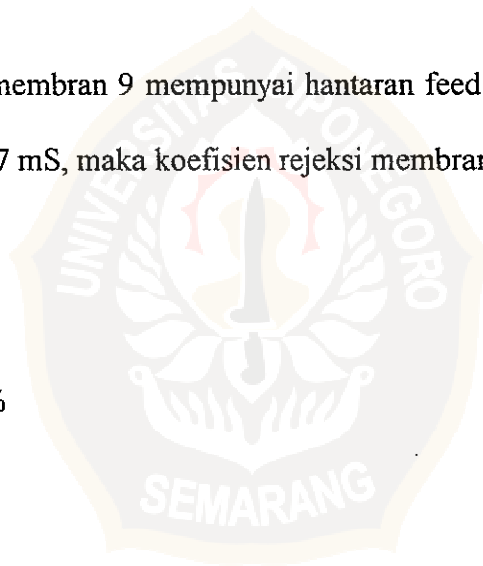 membran 9 mempunyai hantaran feed
7 mS, maka koefisien rejeksi membran
%
UNIVERSITAS DIPONEGORO
SEMARANG